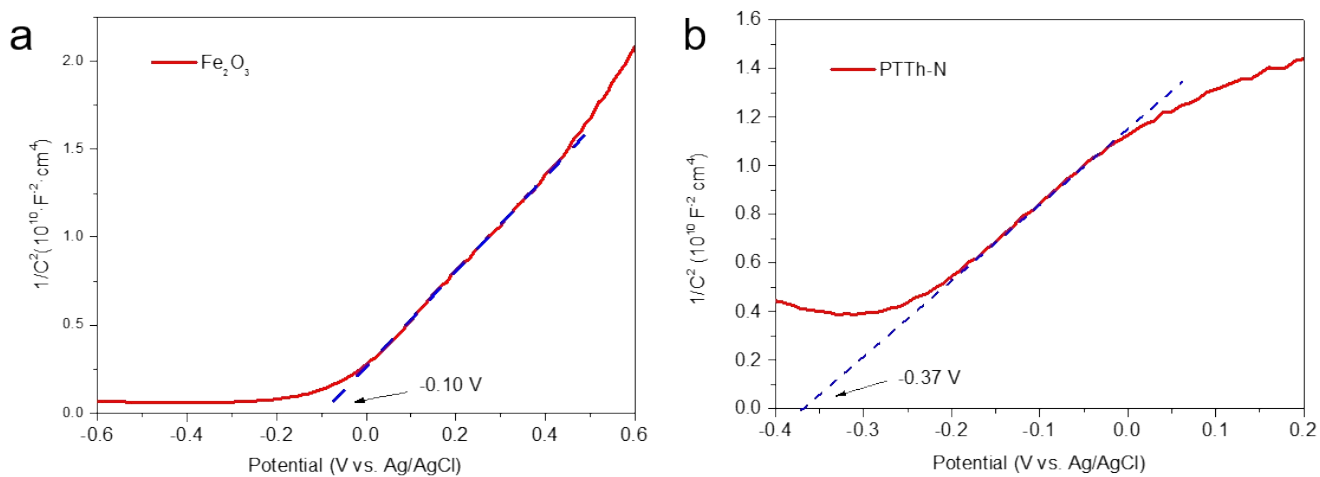 a
Fe₂O₃
2.0
1.5
1.0
0.5
0.0
1/C²(10¹⁰·F⁻²·cm⁴)
-0.10 V
-0.6 -0.4 -0.2 0.0 0.2 0.4 0.6
Potential (V vs. Ag/AgCl)
b
PTTh-N
1.6
1.4
1.2
1.0
0.8
0.6
0.4
0.2
0.0
1/C² (10¹⁰ F⁻² cm⁴)
-0.37 V
-0.4 -0.3 -0.2 -0.1 0.0 0.1 0.2
Potential (V vs. Ag/AgCl)